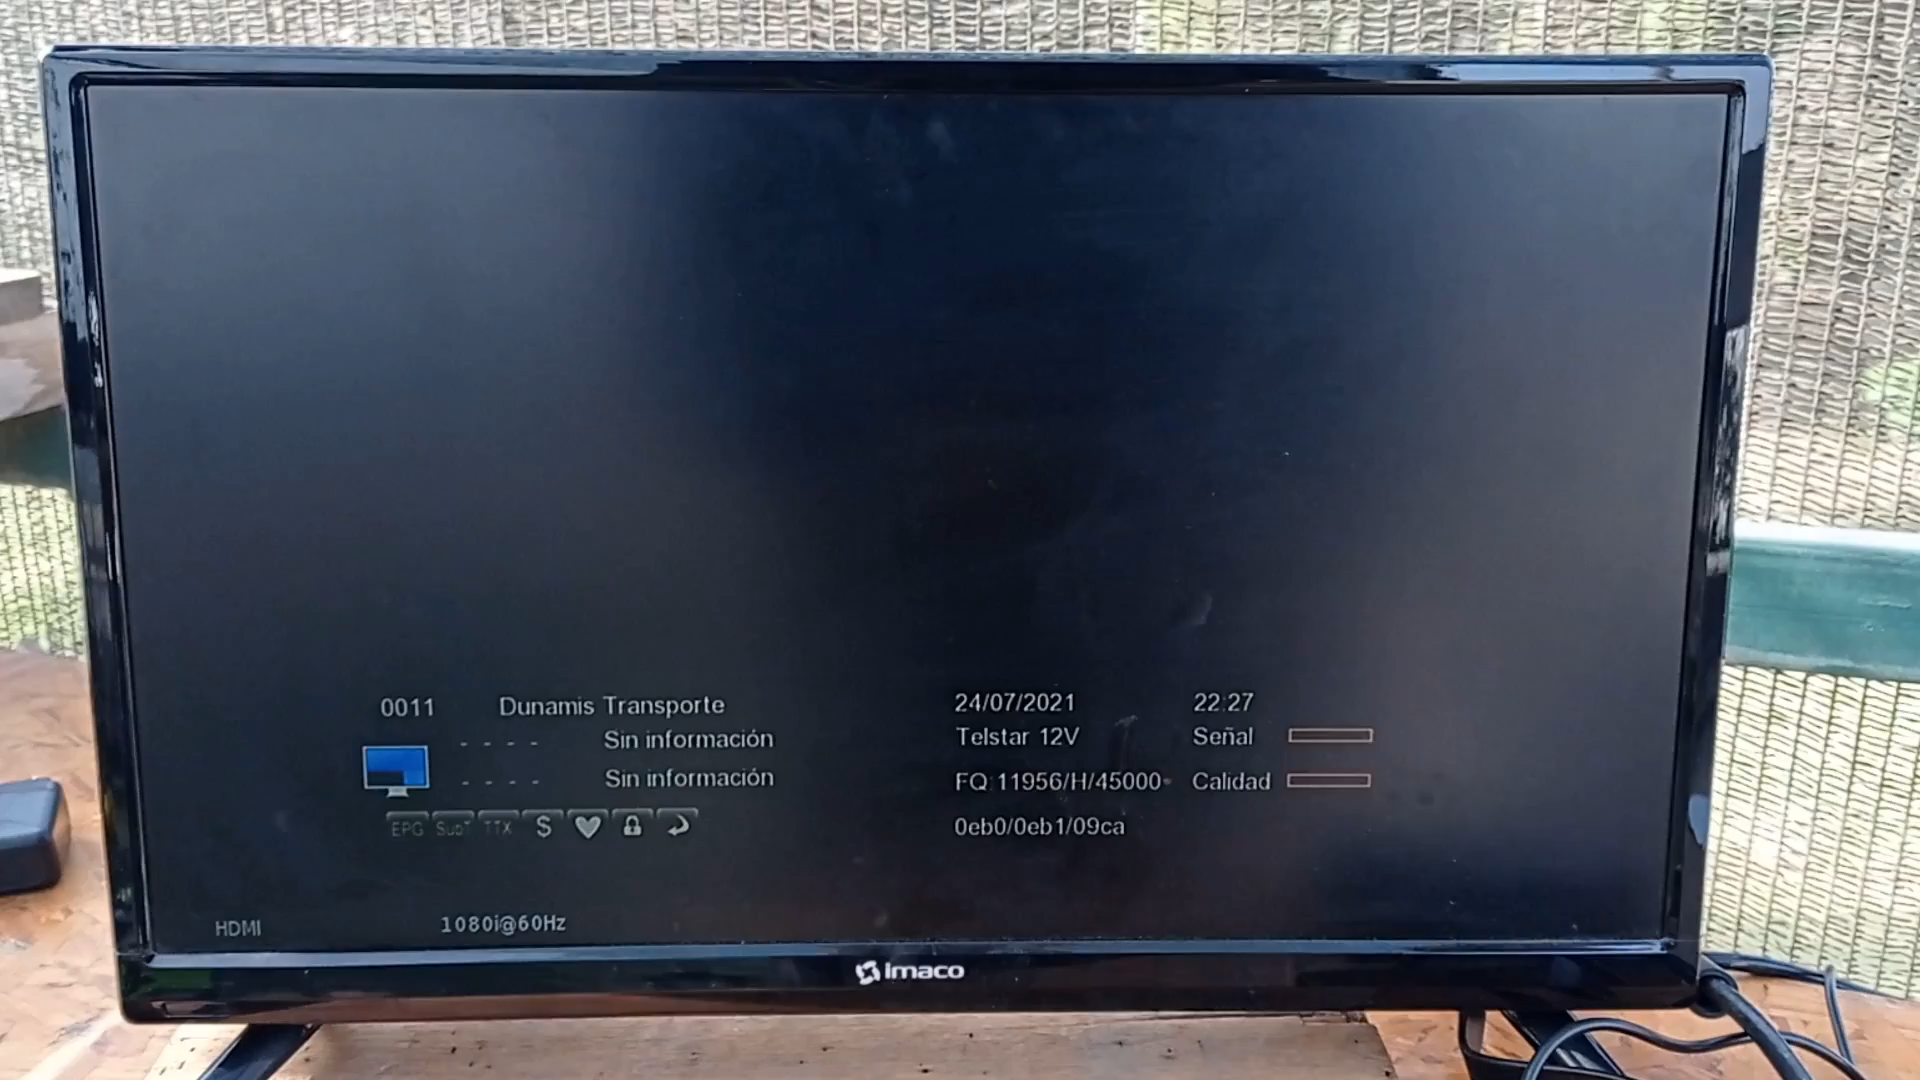 0011 Dunamis Transporte 24/07/2021 22:27
- - - - Sin información Telstar 12V Señal
- - - - Sin información FQ:11956/H/45000 Calidad
EPG SubT TTX $ 0eb0/0eb1/09ca
HDMI 1080i@60Hz
imaco